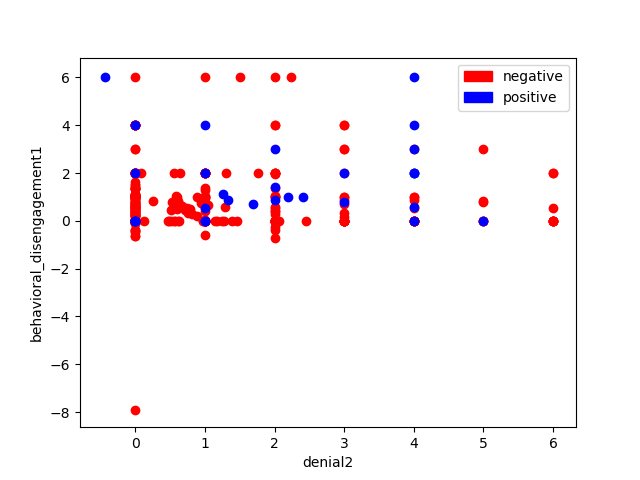 negative
positive
6
4
2
0
−2
−4
−6
−8
behavioral_disengagement1
0 1 2 3 4 5 6
denial2